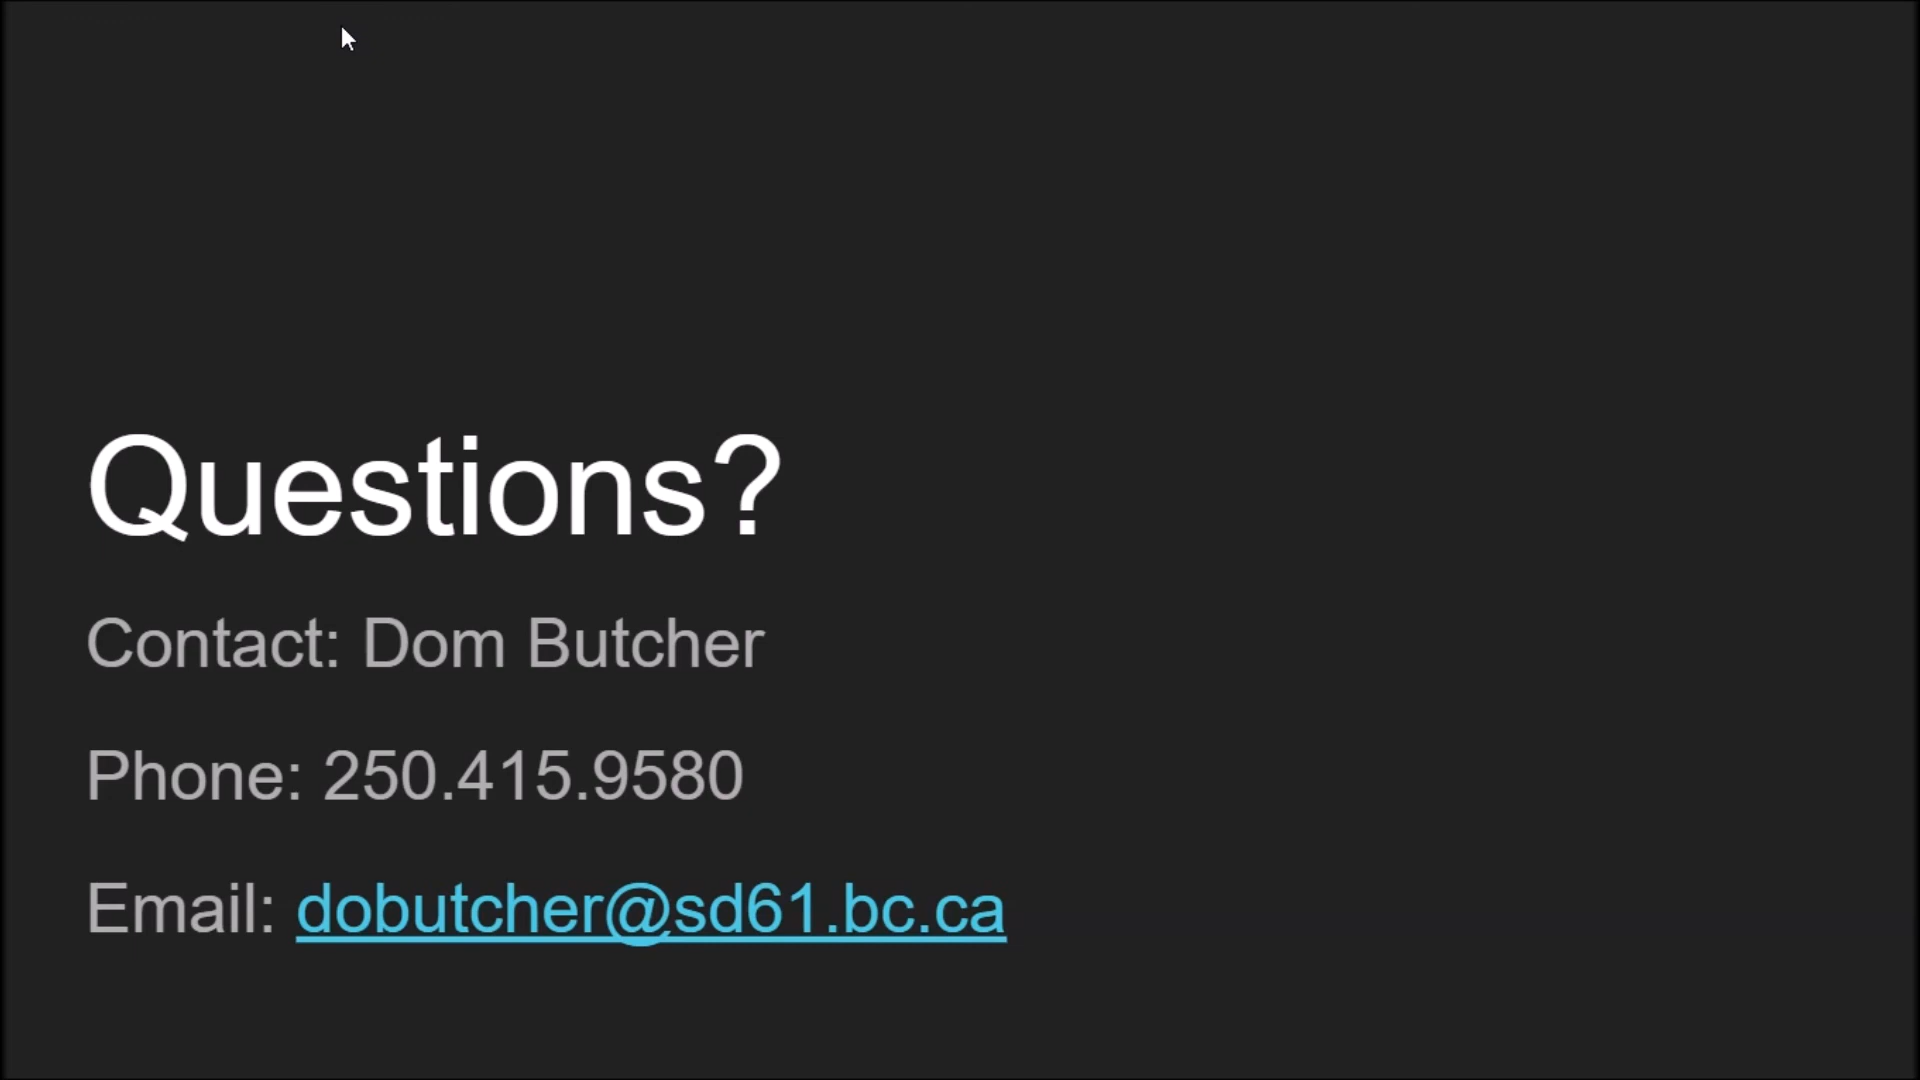 Questions?
Contact: Dom Butcher
Phone: 250.415.9580
Email: dobutcher@sd61.bc.ca